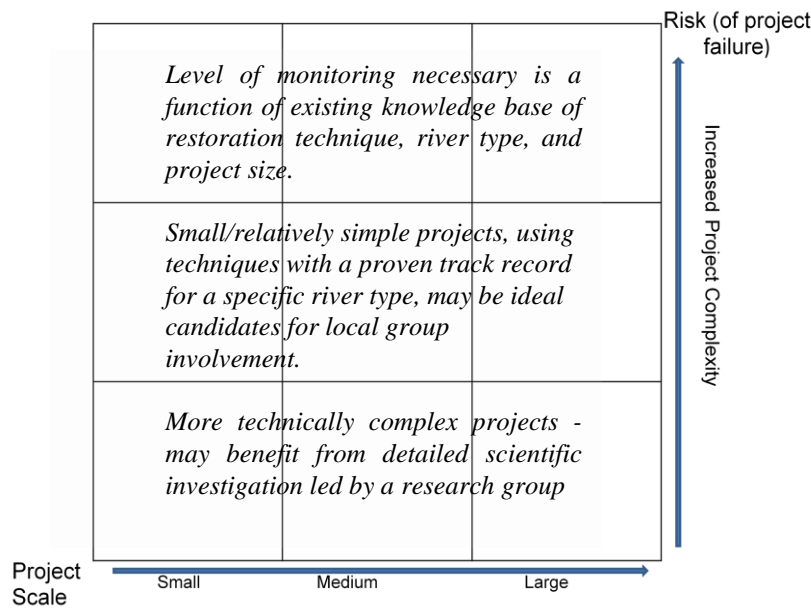 Risk (of project
failure)
Level of monitoring necessary is a
function of existing knowledge base of
restoration technique, river type, and
project size.
Small/relatively simple projects, using
techniques with a proven track record
for a specific river type, may be ideal
candidates for local group
involvement.
More technically complex projects -
may benefit from detailed scientific
investigation led by a research group
Increased Project Complexity
Project
Scale
Small Medium Large